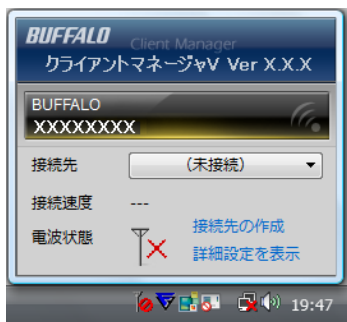 BUFFALO Client Manager
クライアントマネージャV Ver X.X.X
BUFFALO
XXXXXXXX
接続先 (未接続)
接続速度 ---
電波状態
接続先の作成
詳細設定を表示
19:47